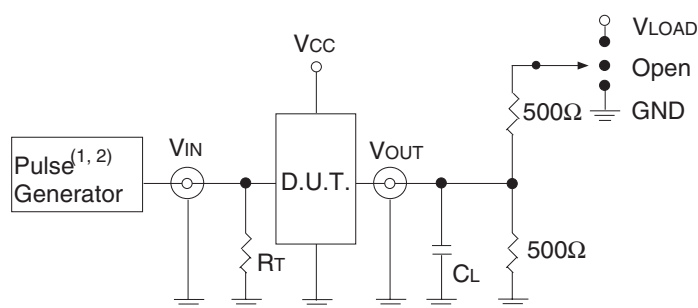 VLOAD
VCC
Open
500Ω
GND
VIN
VOUT
Pulse(1, 2)
Generator
D.U.T.
RT
CL
500Ω